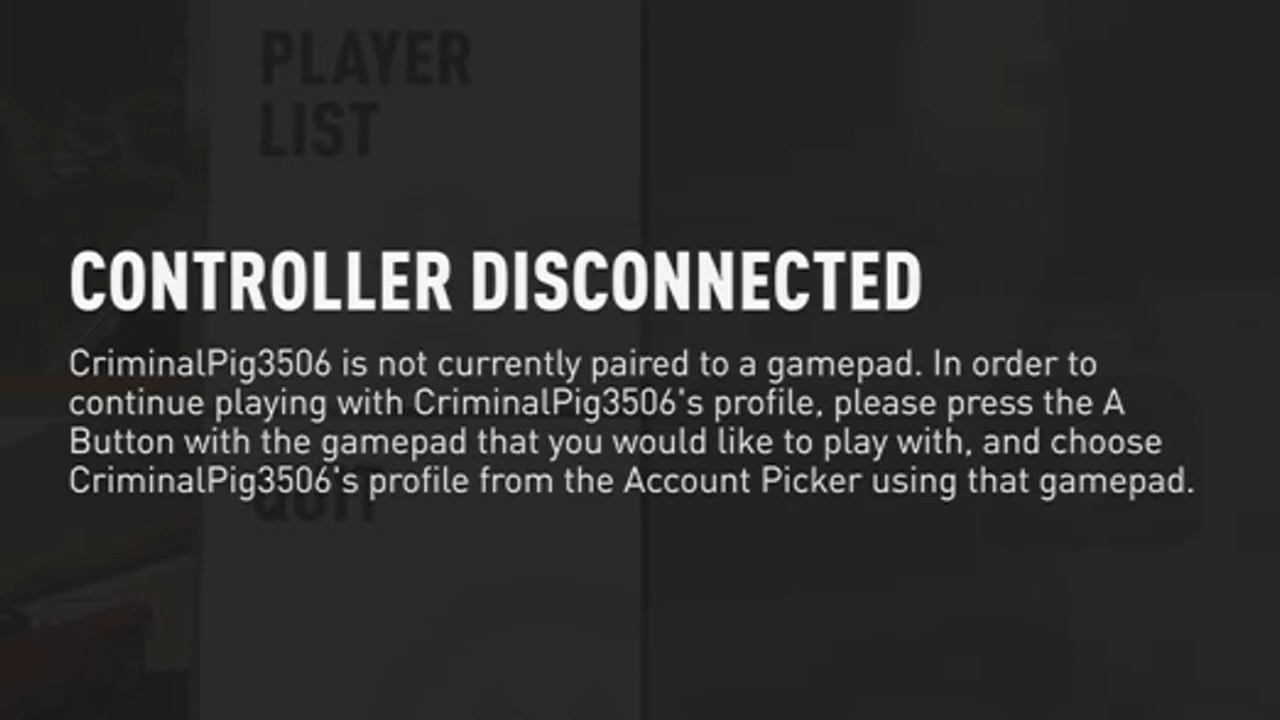 PLAYER
LIST
CONTROLLER DISCONNECTED
CriminalPig3506 is not currently paired to a gamepad. In order to
continue playing with CriminalPig3506's profile, please press the A
Button with the gamepad that you would like to play with, and choose
CriminalPig3506's profile from the Account Picker using that gamepad.
QUIT